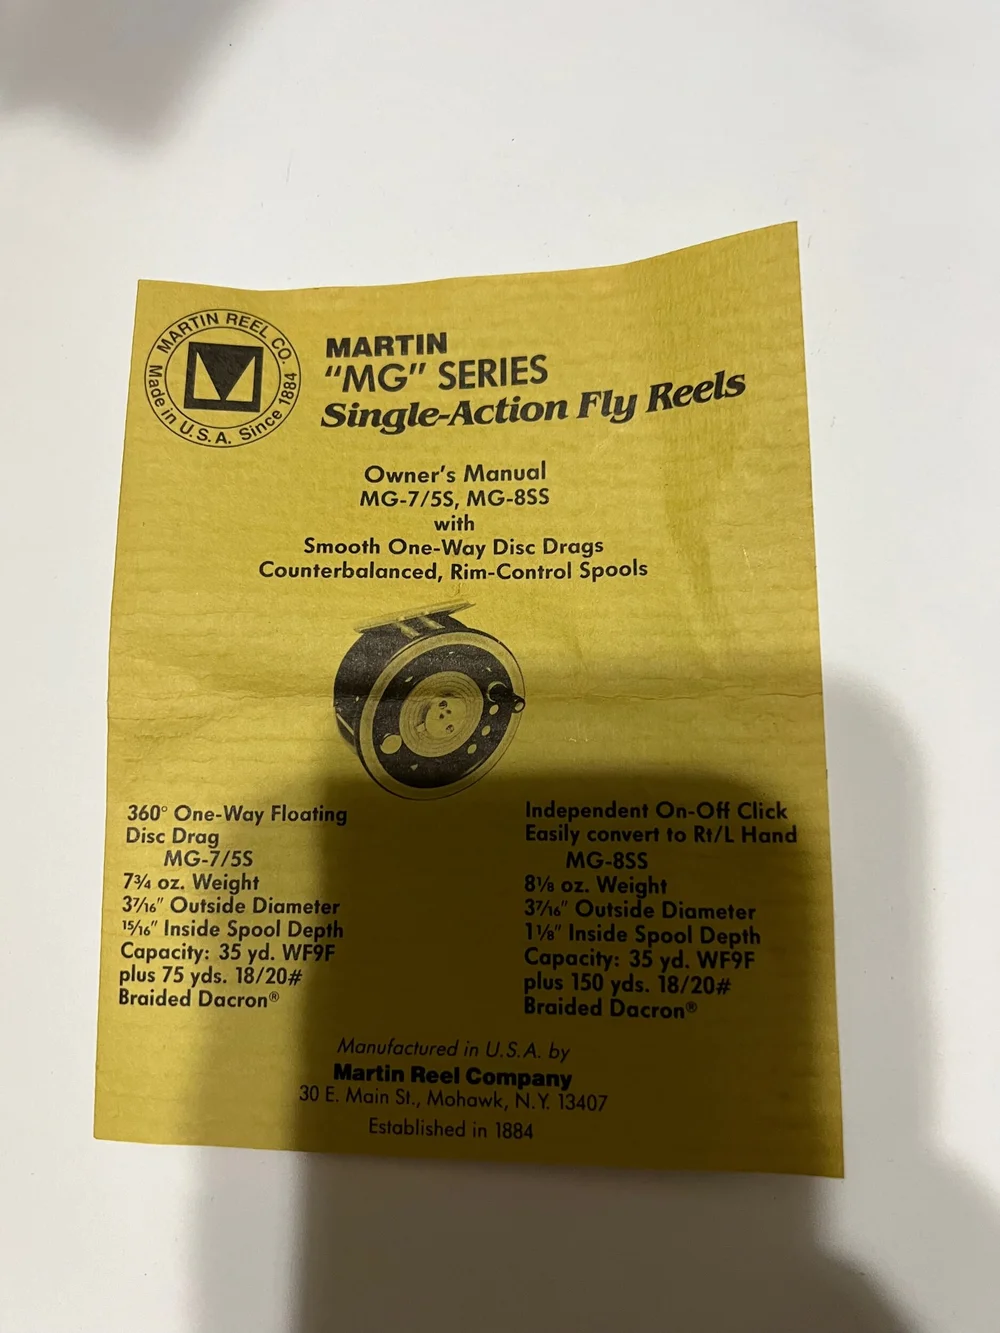 MARTIN REEL CO.
Made in U.S.A. Since 1884
MARTIN
“MG” SERIES
Single-Action Fly Reels
Owner's Manual
MG-7/5S, MG-8SS
with
Smooth One-Way Disc Drags
Counterbalanced, Rim-Control Spools
360° One-Way Floating
Disc Drag
MG-7/5S
7¾ oz. Weight
3⁷⁄₁₆″ Outside Diameter
¹⁵⁄₁₆″ Inside Spool Depth
Capacity: 35 yd. WF9F
plus 75 yds. 18/20#
Braided Dacron®
Independent On-Off Click
Easily convert to Rt/L Hand
MG-8SS
8⅛ oz. Weight
3⁷⁄₁₆″ Outside Diameter
1⅛″ Inside Spool Depth
Capacity: 35 yd. WF9F
plus 150 yds. 18/20#
Braided Dacron®
Manufactured in U.S.A. by
Martin Reel Company
30 E. Main St., Mohawk, N.Y. 13407
Established in 1884